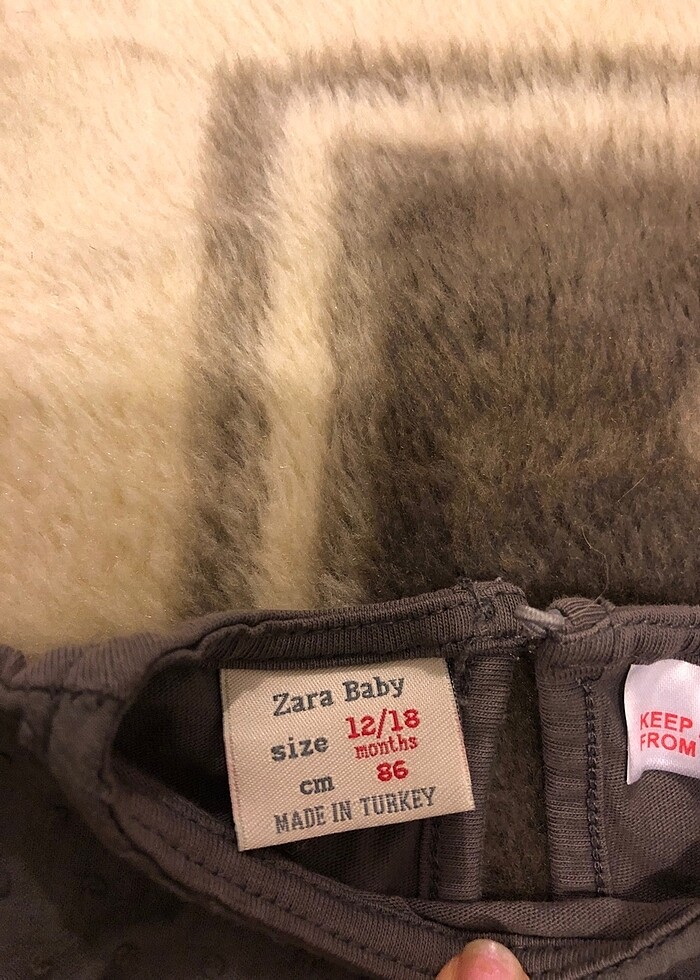 Zara Baby
size 12/18
months
cm 86
MADE IN TURKEY
KEEP
FROM